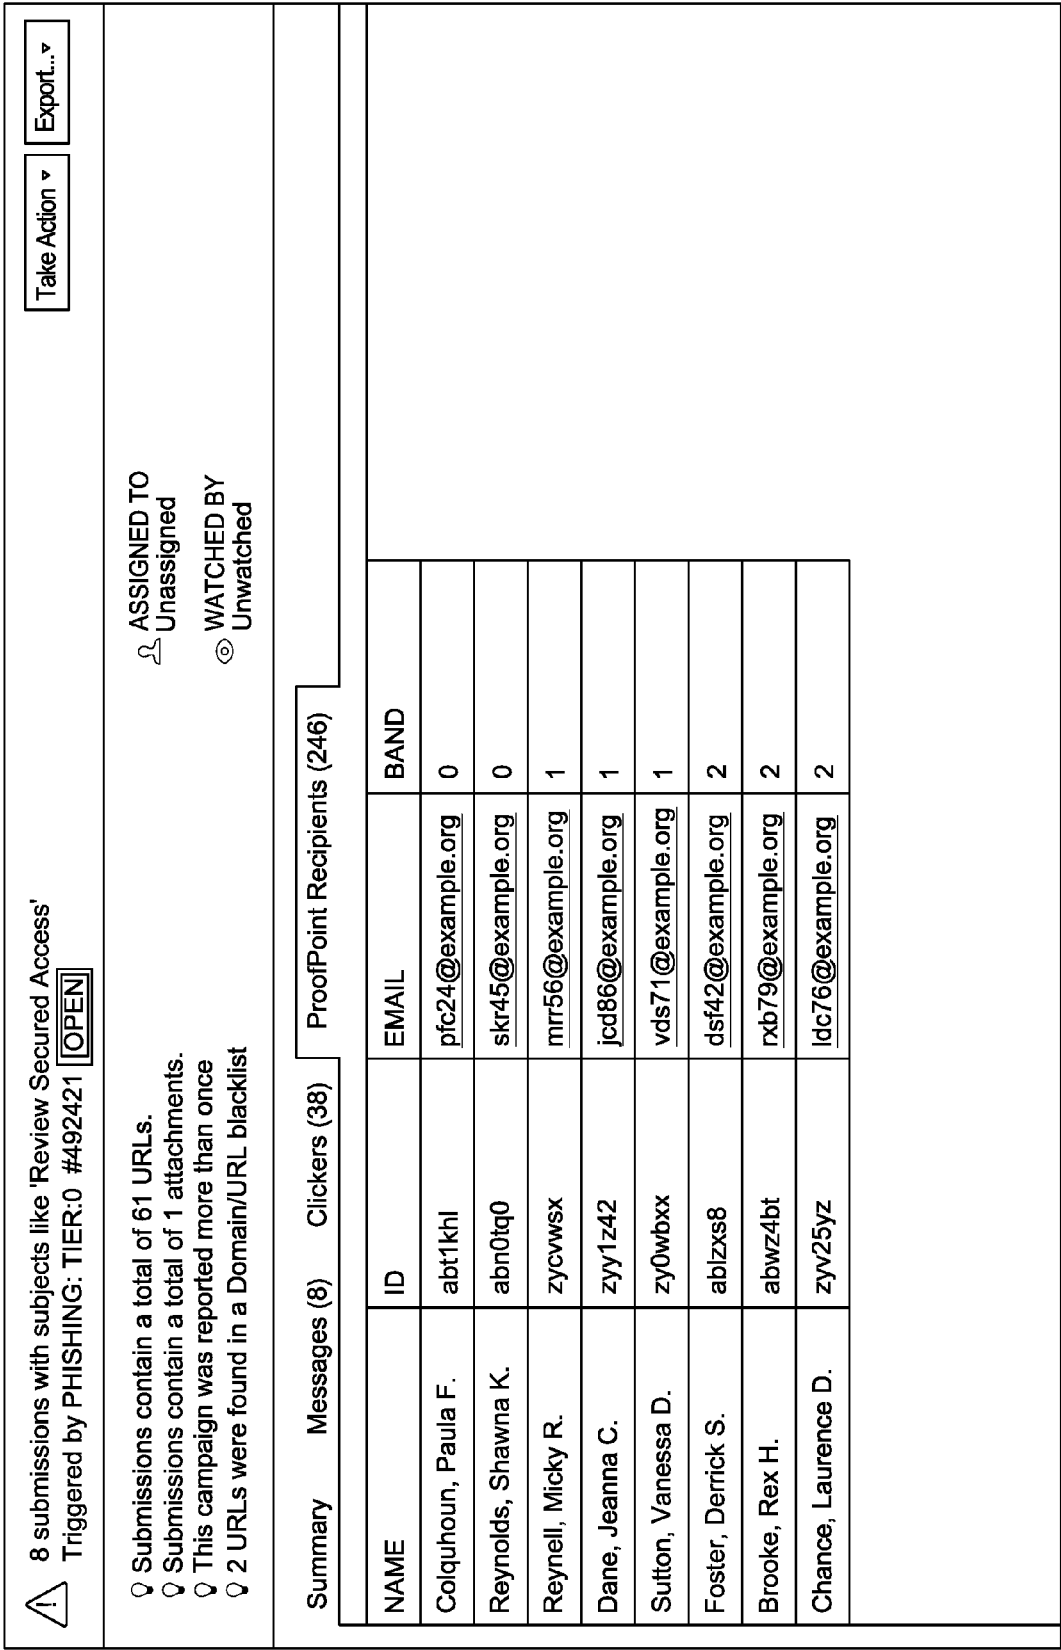 8 submissions with subjects like 'Review Secured Access'
Triggered by PHISHING: TIER:0 #492421 OPEN
Take Action Export...
Submissions contain a total of 61 URLs.
Submissions contain a total of 1 attachments.
This campaign was reported more than once
2 URLs were found in a Domain/URL blacklist
ASSIGNED TO
Unassigned
WATCHED BY
Unwatched
Summary Messages (8) Clickers (38) ProofPoint Recipients (246)
NAME ID EMAIL BAND
Colquhoun, Paula F. abt1khl pfc24@example.org 0
Reynolds, Shawna K. abn0tq0 skr45@example.org 0
Reynell, Micky R. zycvwsx mrr56@example.org 1
Dane, Jeanna C. zyy1z42 jcd86@example.org 1
Sutton, Vanessa D. zy0wbxx vds71@example.org 1
Foster, Derrick S. ablzxs8 dsf42@example.org 2
Brooke, Rex H. abwz4bt rxb79@example.org 2
Chance, Laurence D. zyv25yz ldc76@example.org 2